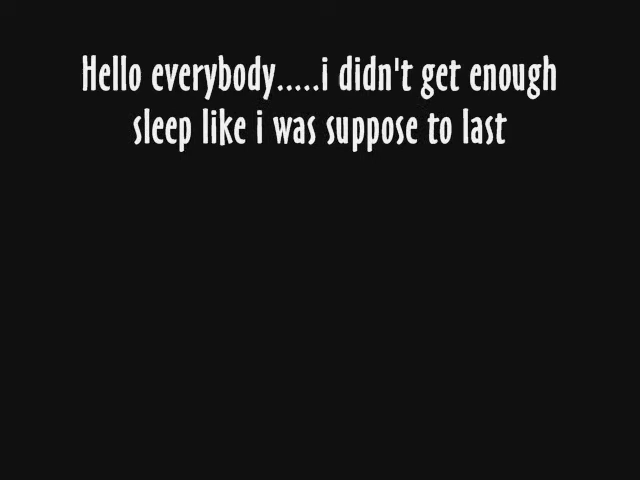 Hello everybody.....i didn't get enough
sleep like i was suppose to last